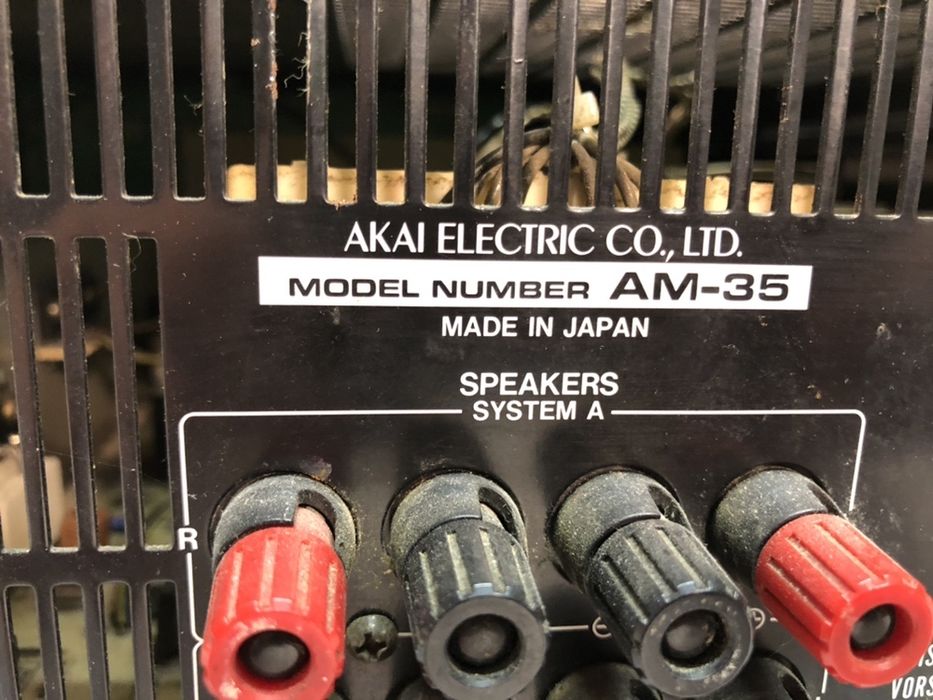 AKAI ELECTRIC CO., LTD.
MODEL NUMBER AM-35
MADE IN JAPAN
SPEAKERS
SYSTEM A
R